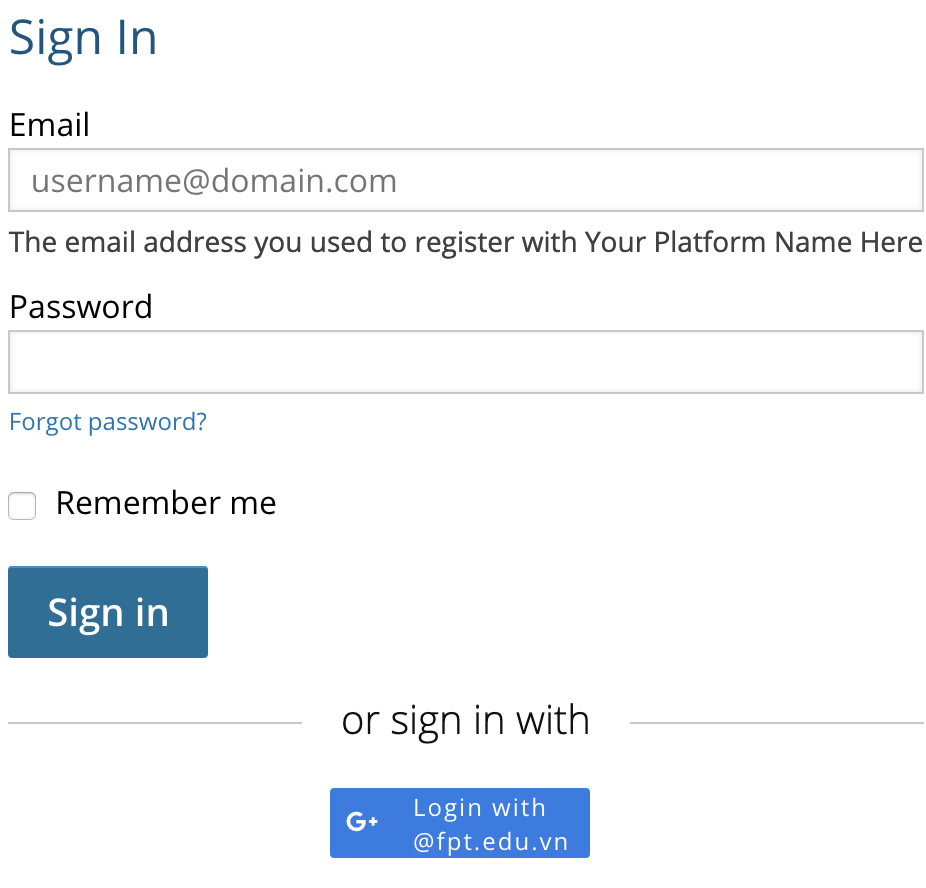 Sign In
Email
username@domain.com
The email address you used to register with Your Platform Name Here
Password
Forgot password?
Remember me
Sign in
or sign in with
G+ Login with
@fpt.edu.vn